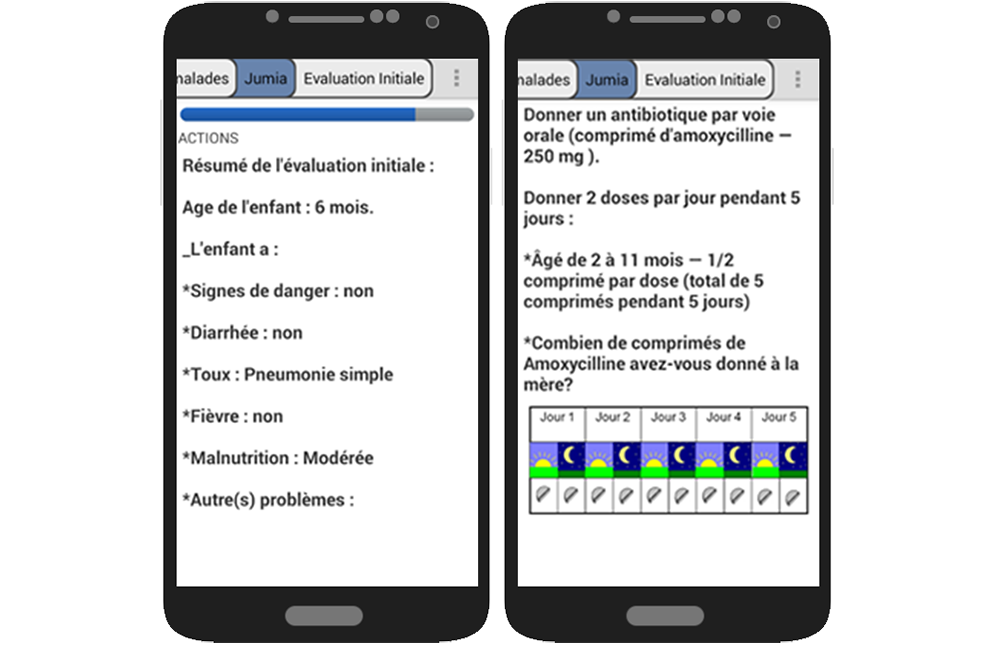 malades Jumia Evaluation Initiale
ACTIONS
Résumé de l'évaluation initiale :
Age de l'enfant : 6 mois.
_L'enfant a :
*Signes de danger : non
*Diarrhée : non
*Toux : Pneumonie simple
*Fièvre : non
*Malnutrition : Modérée
*Autre(s) problèmes :
malades Jumia Evaluation Initiale
Donner un antibiotique par voie
orale (comprimé d'amoxycilline —
250 mg ).
Donner 2 doses par jour pendant 5
jours :
*Âgé de 2 à 11 mois — 1/2
comprimé par dose (total de 5
comprimés pendant 5 jours)
*Combien de comprimés de
Amoxycilline avez-vous donné à la
mère?
Jour 1 Jour 2 Jour 3 Jour 4 Jour 5